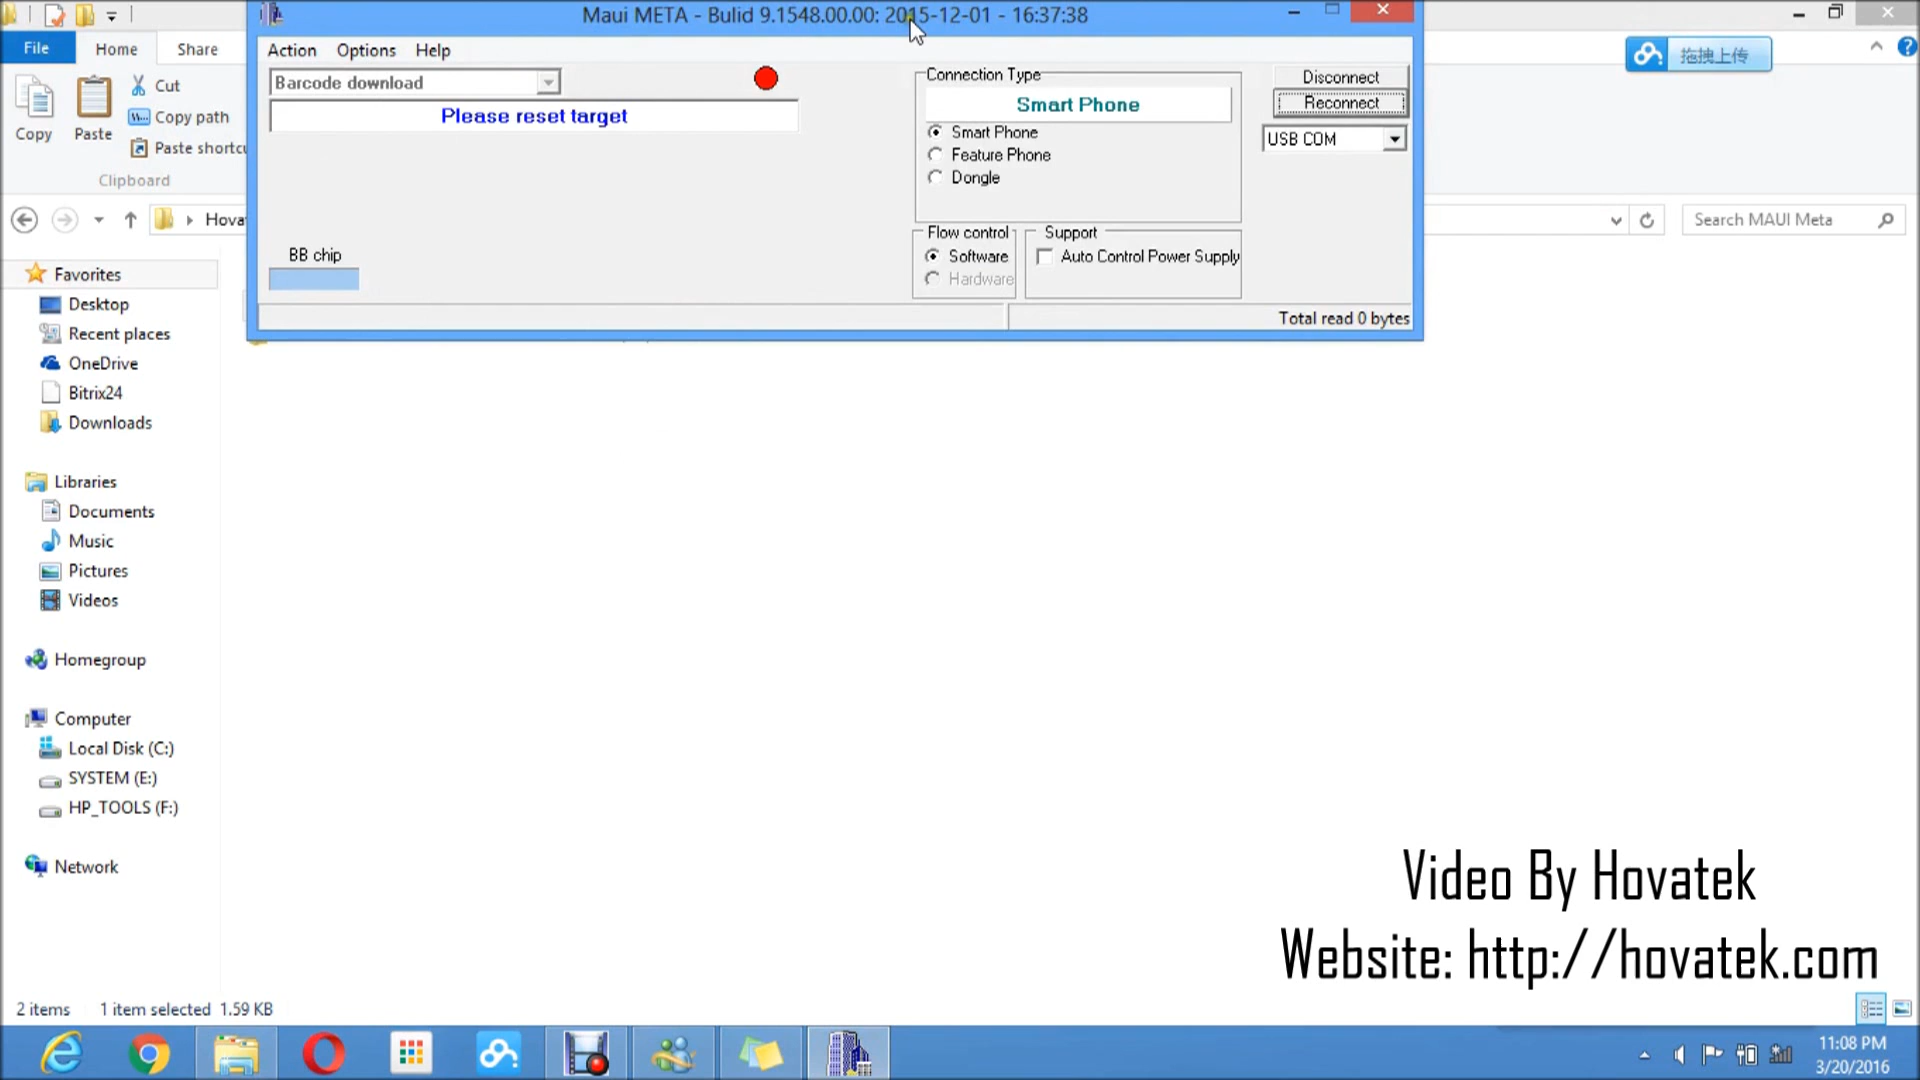 Maui META - Bulid 9.1548.00.00: 2015-12-01 - 16:37:38
File
Home
Share
拖拽上传
Action
Options
Help
Barcode download
Please reset target
Connection Type
Smart Phone
Smart Phone
Feature Phone
Dongle
Disconnect
Reconnect
USB COM
Flow control
Software
Hardware
Support
Auto Control Power Supply
BB chip
Total read 0 bytes
Copy
Paste
Cut
Copy path
Paste shortcu
Clipboard
Hova
Search MAUI Meta
Favorites
Desktop
Recent places
OneDrive
Bitrix24
Downloads
Libraries
Documents
Music
Pictures
Videos
Homegroup
Computer
Local Disk (C:)
SYSTEM (E:)
HP_TOOLS (F:)
Network
Video By Hovatek
Website: http://hovatek.com
2 items
1 item selected 1.59 KB
11:08 PM
3/20/2016